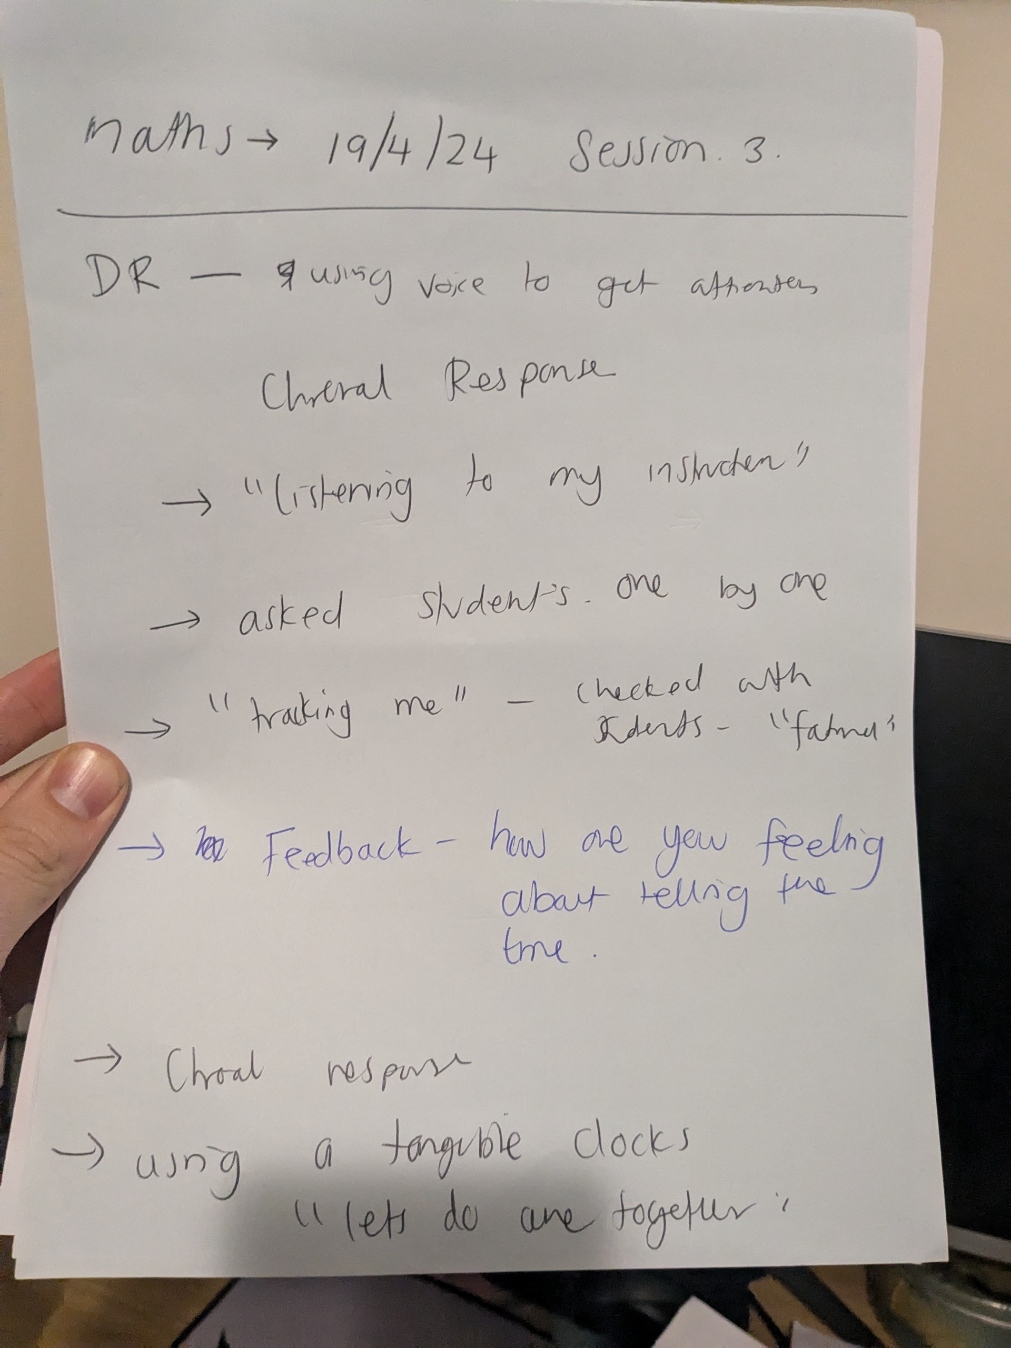 Maths → 19/4/24 Session. 3.
DR — using voice to get attention
Choral Response
→ "listening to my instruction"
→ asked student's. one by one
→ "tracking me" – checked with
students – "fatma"
→ Feedback – how are you feeling
about telling the
time.
→ Choral response
→ using a tangible clocks
"lets do one together"